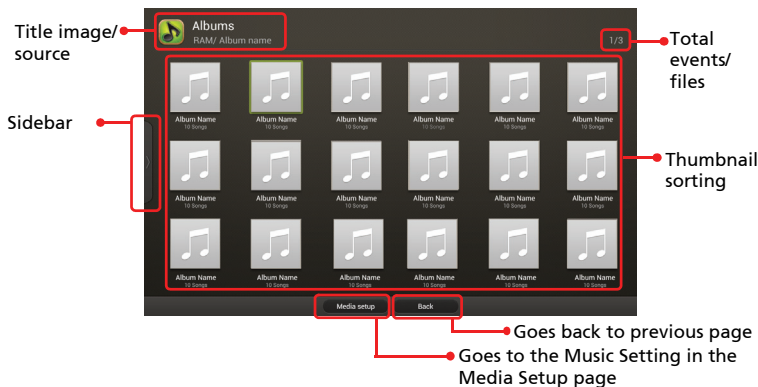 Title image/
source
Albums
RAM/ Album name
1/3
Total
events/
files
Sidebar
Album Name Album Name Album Name Album Name Album Name Album Name
10 Songs 10 Songs 10 Songs 10 Songs 10 Songs 10 Songs
Album Name Album Name Album Name Album Name Album Name Album Name
10 Songs 10 Songs 10 Songs 10 Songs 10 Songs 10 Songs
Thumbnail
sorting
Album Name Album Name Album Name Album Name Album Name Album Name
10 Songs 10 Songs 10 Songs 10 Songs 10 Songs 10 Songs
Media setup Back
Goes back to previous page
Goes to the Music Setting in the
Media Setup page